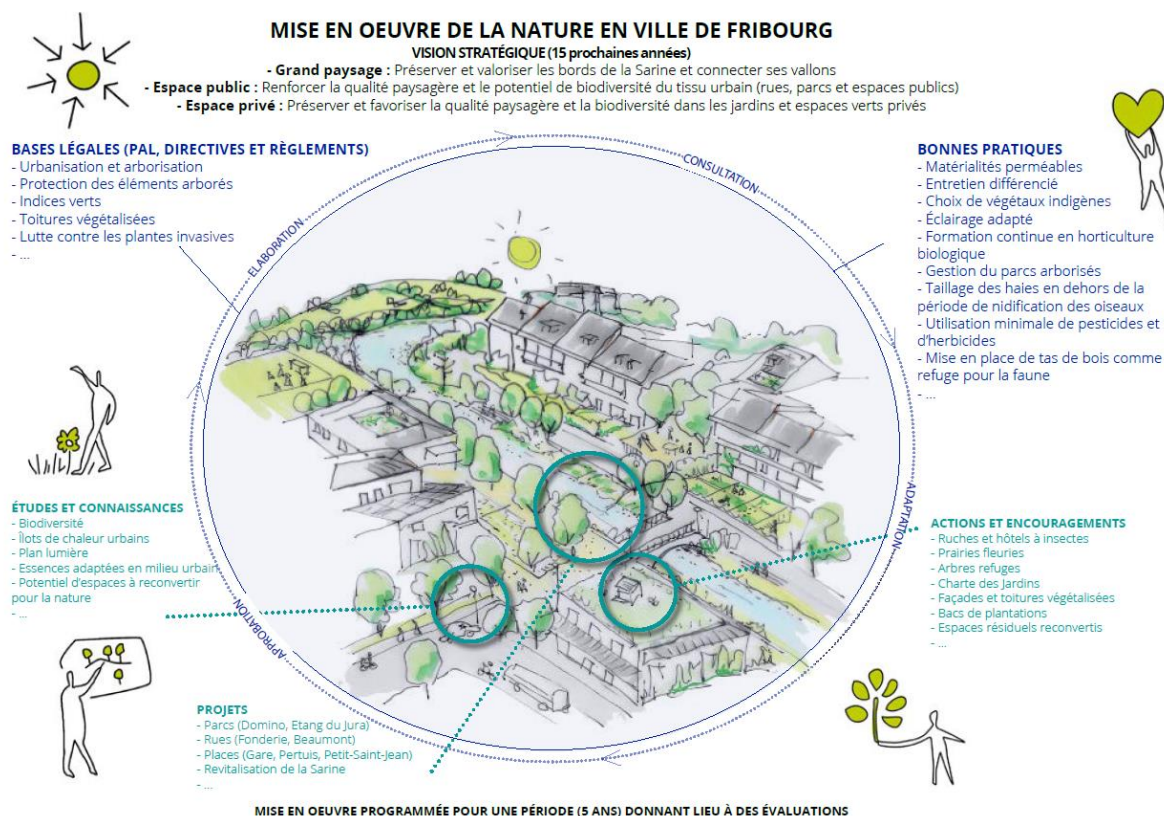 MISE EN OEUVRE DE LA NATURE EN VILLE DE FRIBOURG
VISION STRATÉGIQUE (15 prochaines années)
- Grand paysage : Préserver et valoriser les bords de la Sarine et connecter ses vallons
- Espace public : Renforcer la qualité paysagère et le potentiel de biodiversité du tissu urbain (rues, parcs et espaces publics)
- Espace privé : Préserver et favoriser la qualité paysagère et la biodiversité dans les jardins et espaces verts privés
BASES LÉGALES (PAL, DIRECTIVES ET RÈGLEMENTS)
- Urbanisation et arborisation
- Protection des éléments arborés
- Indices verts
- Toitures végétalisées
- Lutte contre les plantes invasives
- ...
ELABORATION
CONSULTATION
BONNES PRATIQUES
- Matérialités perméables
- Entretien différencié
- Choix de végétaux indigènes
- Éclairage adapté
- Formation continue en horticulture
biologique
- Gestion du parcs arborisés
- Taillage des haies en dehors de la
période de nidification des oiseaux
- Utilisation minimale de pesticides et
d'herbicides
- Mise en place de tas de bois comme
refuge pour la faune
- ...
ÉTUDES ET CONNAISSANCES
- Biodiversité
- Îlots de chaleur urbains
- Plan lumière
- Essences adaptées en milieu urbain
- Potentiel d'espaces à reconvertir
pour la nature
- ...
APPROBATION
ADAPTATION
ACTIONS ET ENCOURAGEMENTS
- Ruches et hôtels à insectes
- Prairies fleuries
- Arbres refuges
- Charte des Jardins
- Façades et toitures végétalisées
- Bacs de plantations
- Espaces résiduels reconvertis
- ...
PROJETS
- Parcs (Domino, Etang du Jura)
- Rues (Fonderie, Beaumont)
- Places (Gare, Pertuis, Petit-Saint-Jean)
- Revitalisation de la Sarine
- ...
MISE EN OEUVRE PROGRAMMÉE POUR UNE PÉRIODE (5 ANS) DONNANT LIEU À DES ÉVALUATIONS